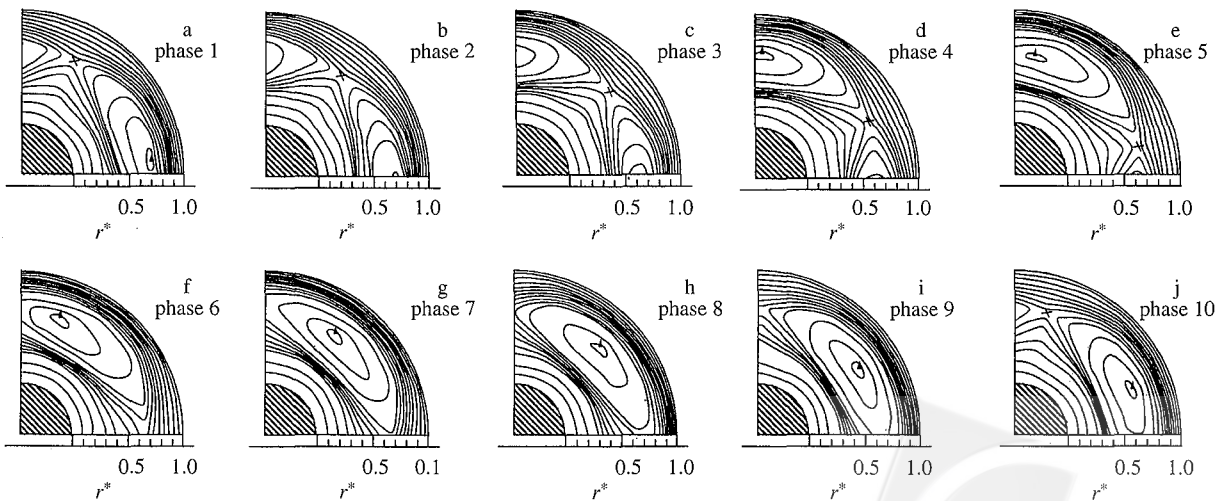 a
phase 1
b
phase 2
c
phase 3
d
phase 4
e
phase 5
0.5 1.0
0.5 1.0
0.5 1.0
0.5 1.0
0.5 1.0
r*
r*
r*
r*
r*
f
phase 6
g
phase 7
h
phase 8
i
phase 9
j
phase 10
0.5 1.0
0.5 0.1
0.5 1.0
0.5 1.0
0.5 1.0
r*
r*
r*
r*
r*